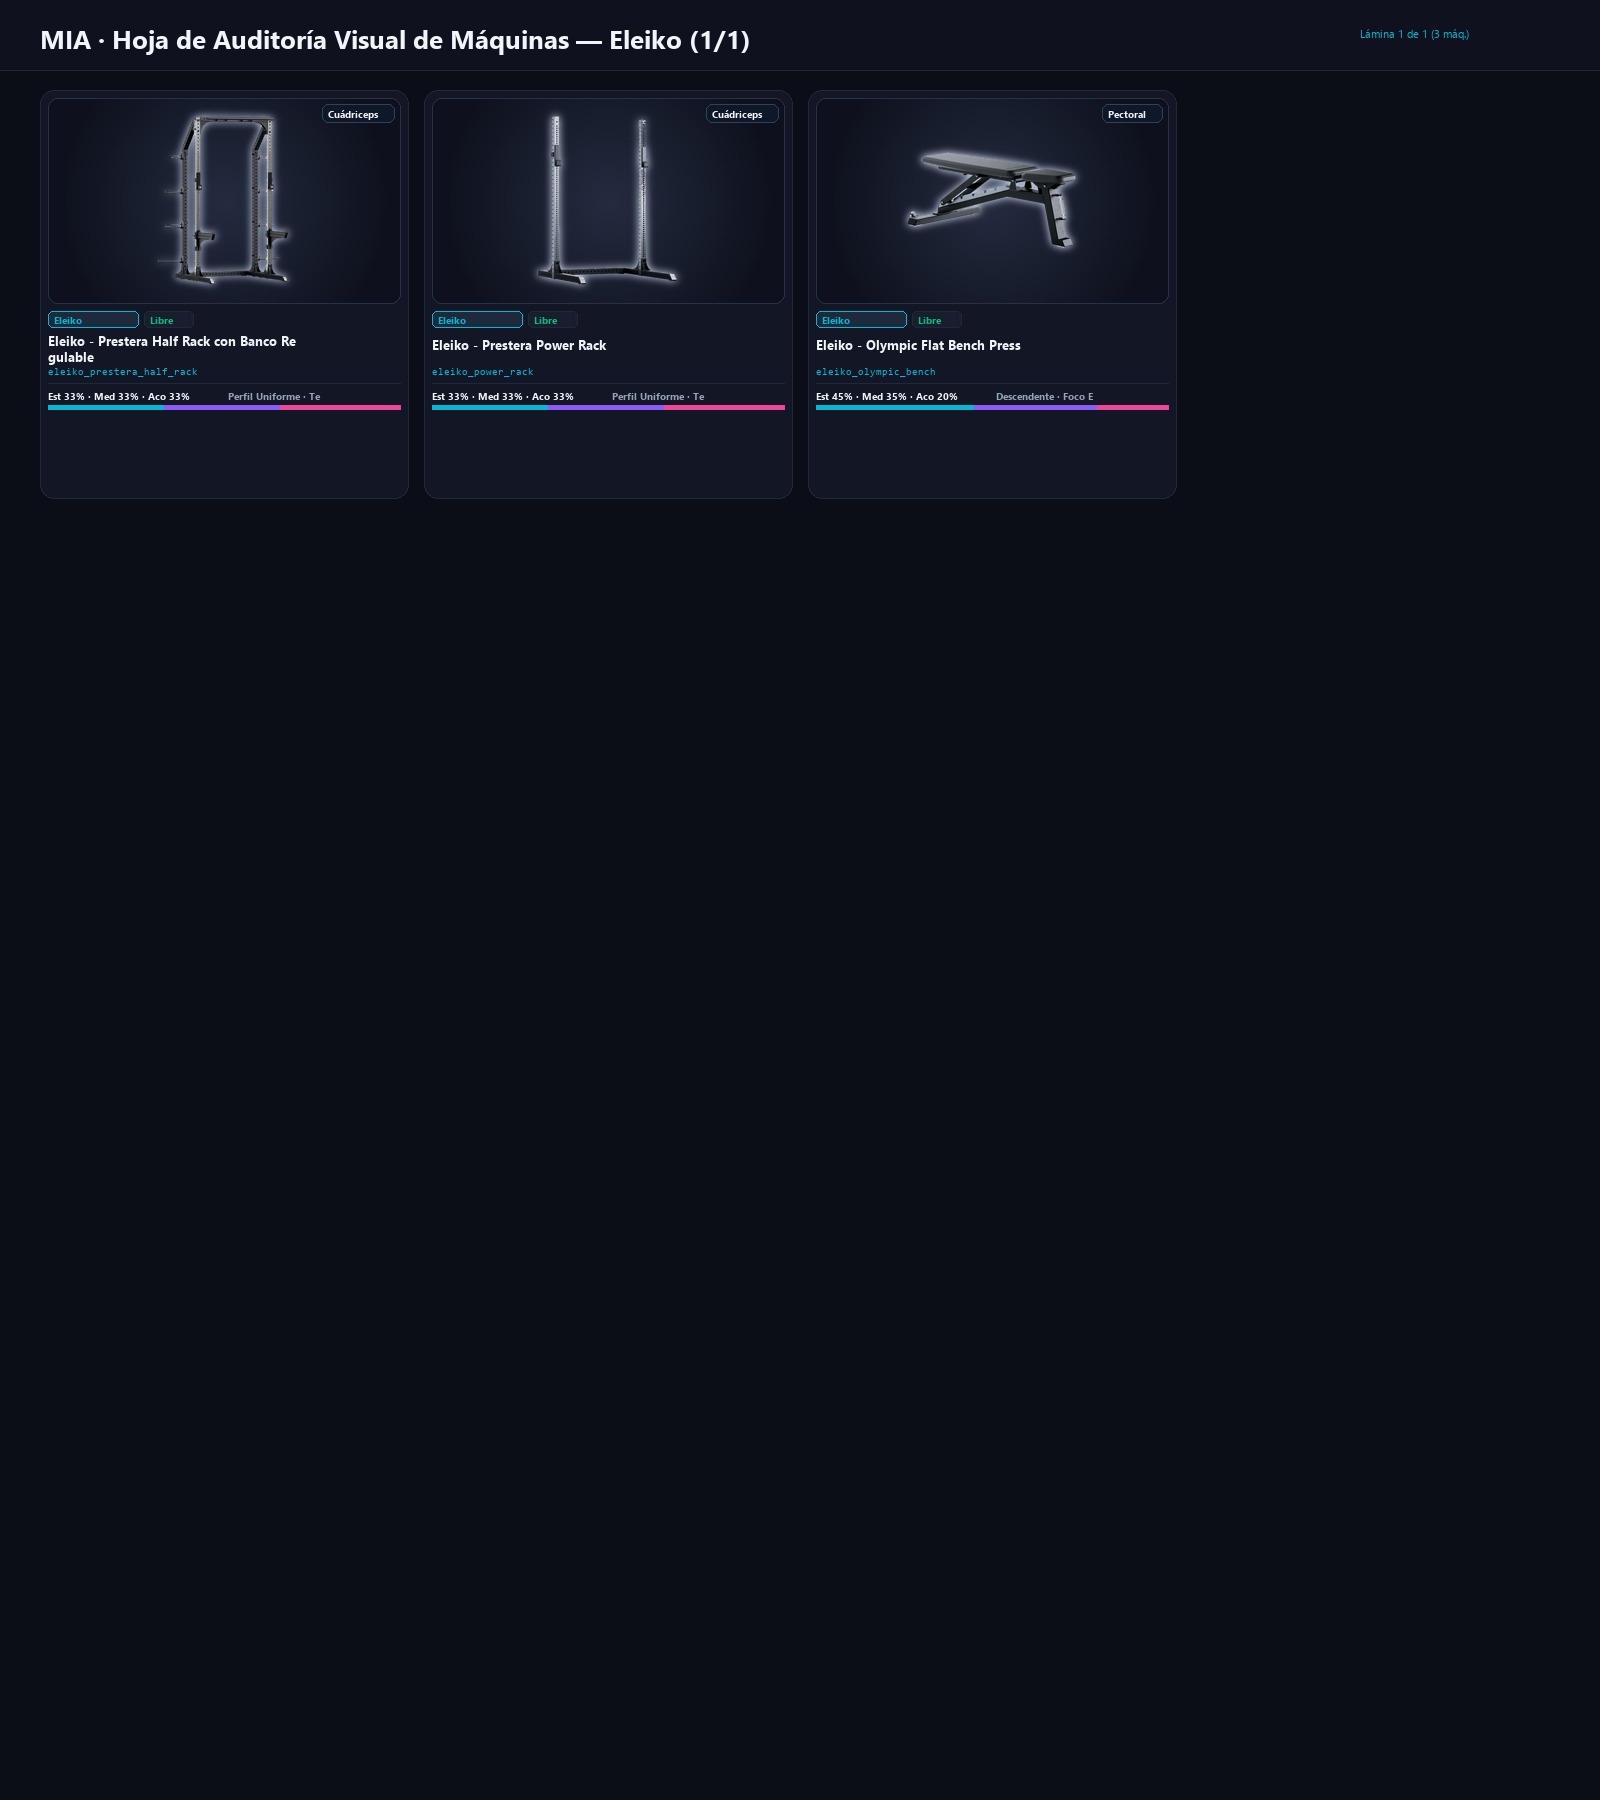 MIA · Hoja de Auditoría Visual de Máquinas — Eleiko (1/1)
Lámina 1 de 1 (3 máq.)
Cuádriceps
Eleiko
Libre
Eleiko - Prestera Half Rack con Banco Re
gulable
eleiko_prestera_half_rack
Est 33% · Med 33% · Aco 33%
Perfil Uniforme · Te
Cuádriceps
Eleiko
Libre
Eleiko - Prestera Power Rack
eleiko_power_rack
Est 33% · Med 33% · Aco 33%
Perfil Uniforme · Te
Pectoral
Eleiko
Libre
Eleiko - Olympic Flat Bench Press
eleiko_olympic_bench
Est 45% · Med 35% · Aco 20%
Descendente · Foco E